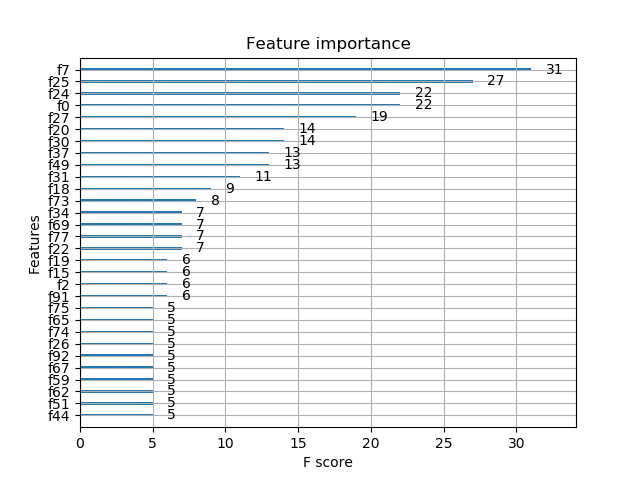 Feature importance
f7 31
f25 27
f24 22
f0 22
f27 19
f20 14
f30 14
f37 13
f49 13
f31 11
f18 9
f73 8
f34 7
f69 7
f77 7
f22 7
f19 6
f15 6
f2 6
f91 6
f75 5
f65 5
f74 5
f26 5
f92 5
f67 5
f59 5
f62 5
f51 5
f44 5
Features
0 5 10 15 20 25 30
F score